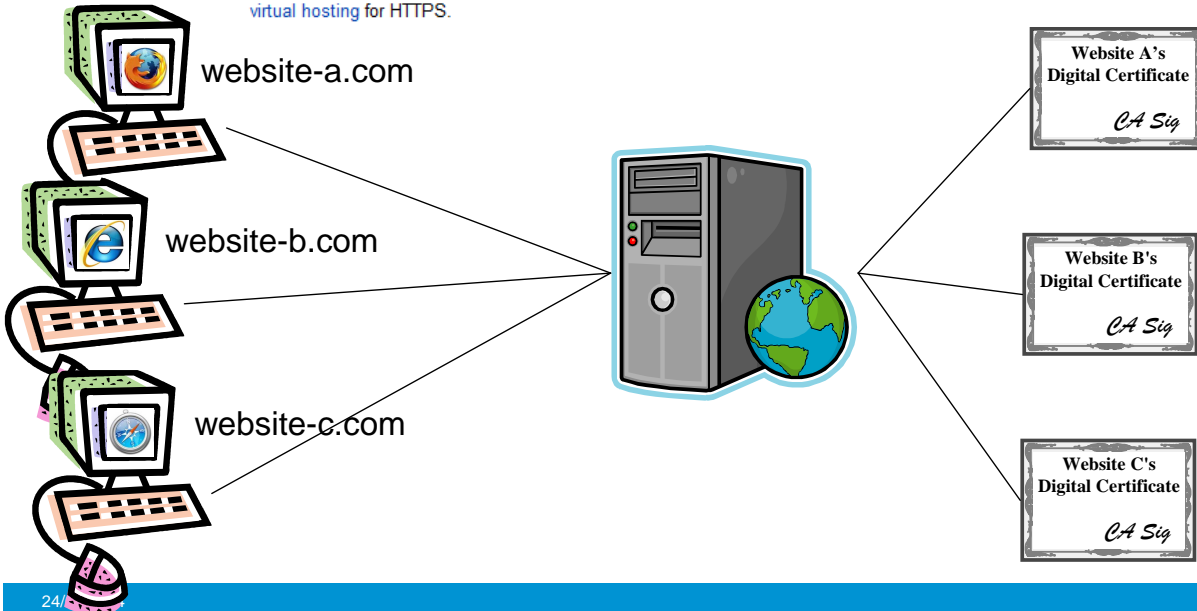 virtual hosting for HTTPS.
website-a.com
website-b.com
website-c.com
Website A's
Digital Certificate
CA Sig
Website B's
Digital Certificate
CA Sig
Website C's
Digital Certificate
CA Sig
24/